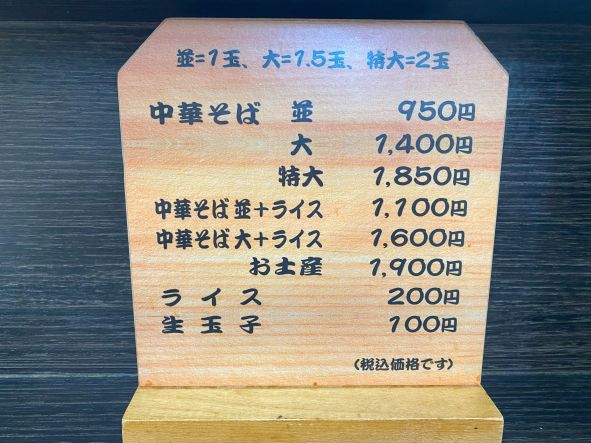 並=1玉、大=1.5玉、特大=2玉
中華そば 並 950円
大 1,400円
特大 1,850円
中華そば 並+ライス 1,100円
中華そば 大+ライス 1,600円
お土産 1,900円
ライス 200円
生玉子 100円
(税込価格です)